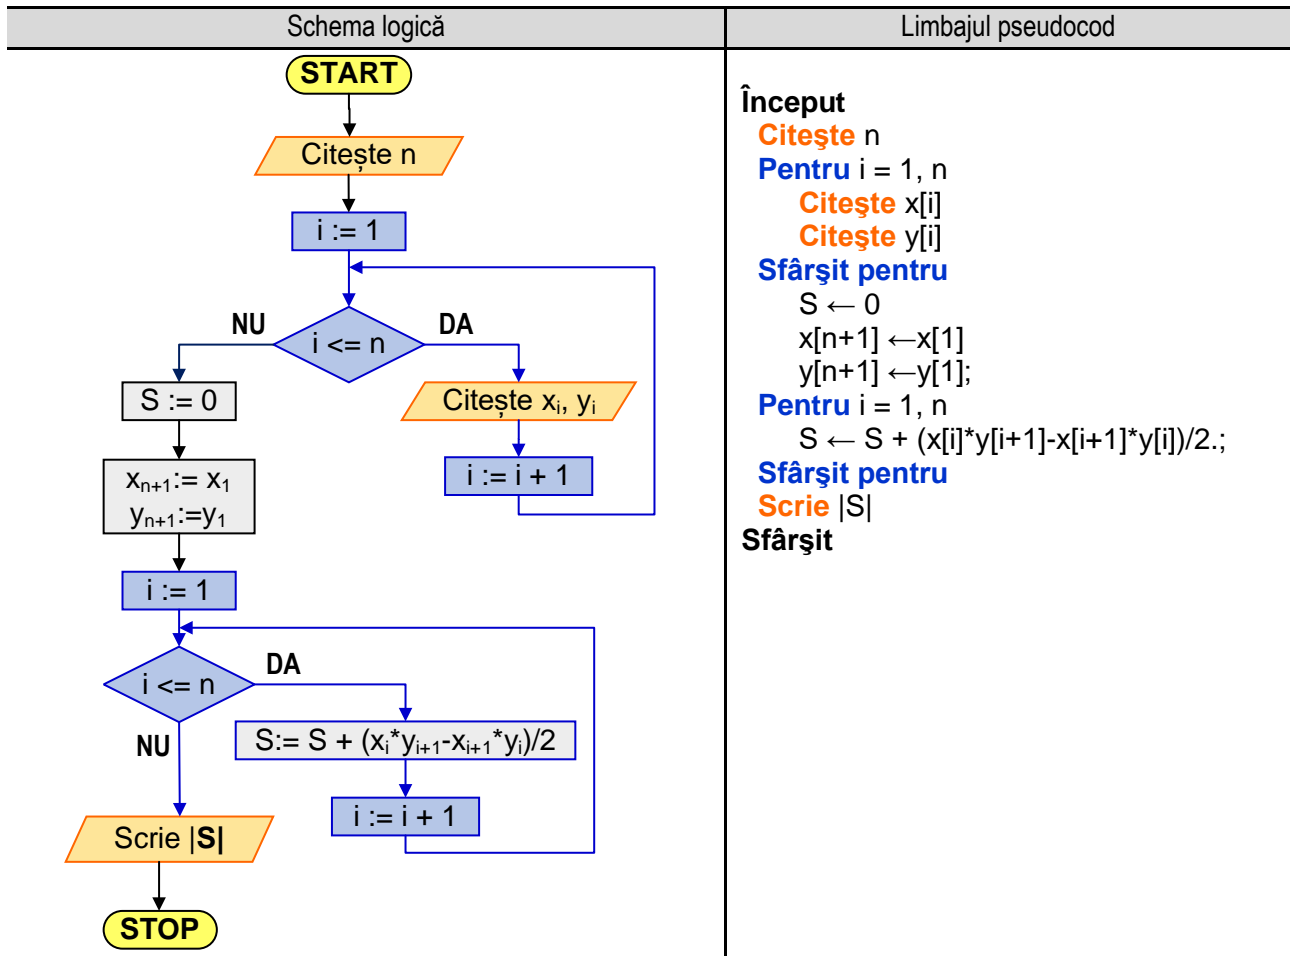 Schema logică
START
Citește n
i := 1
i <= n
NU
DA
Citește xᵢ, yᵢ
i := i + 1
S := 0
xₙ₊₁:= x₁
yₙ₊₁:=y₁
i := 1
i <= n
DA
NU
S:= S + (xᵢ*yᵢ₊₁-xᵢ₊₁*yᵢ)/2
i := i + 1
Scrie |S|
STOP
Limbajul pseudocod
Început
Citeşte n
Pentru i = 1, n
Citeşte x[i]
Citeşte y[i]
Sfârşit pentru
S ← 0
x[n+1] ←x[1]
y[n+1] ←y[1];
Pentru i = 1, n
S ← S + (x[i]*y[i+1]-x[i+1]*y[i])/2.;
Sfârşit pentru
Scrie |S|
Sfârşit